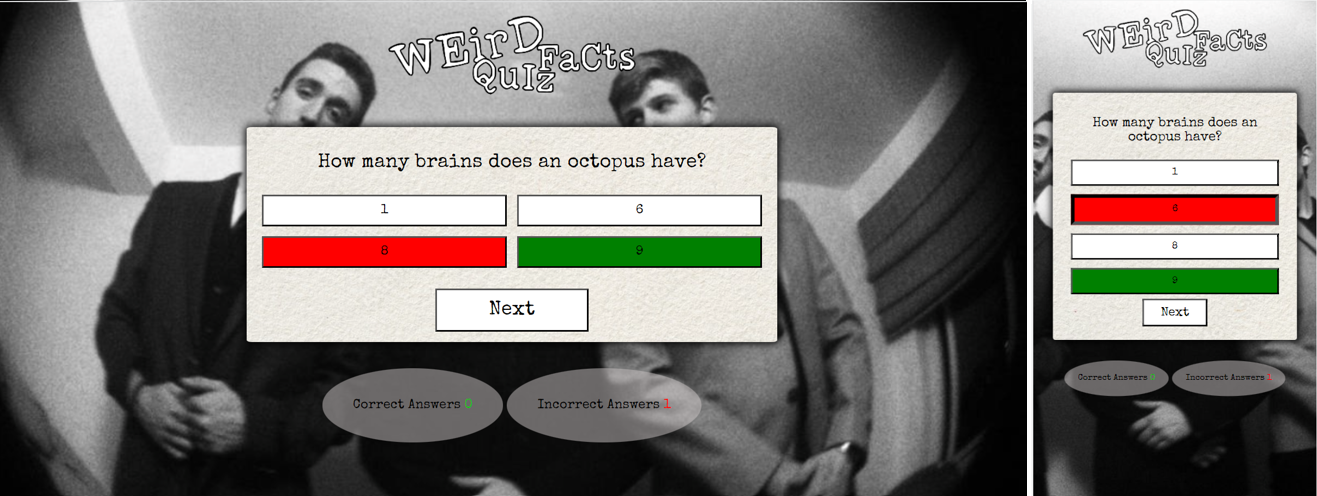 WEirD
FaCts
QuIz
How many brains does an octopus have?
1
6
8
9
Next
Correct Answers 0
Incorrect Answers 1
WEirD
FaCts
QuIz
How many brains does an
octopus have?
1
6
8
9
Next
Correct Answers 0
Incorrect Answers 1